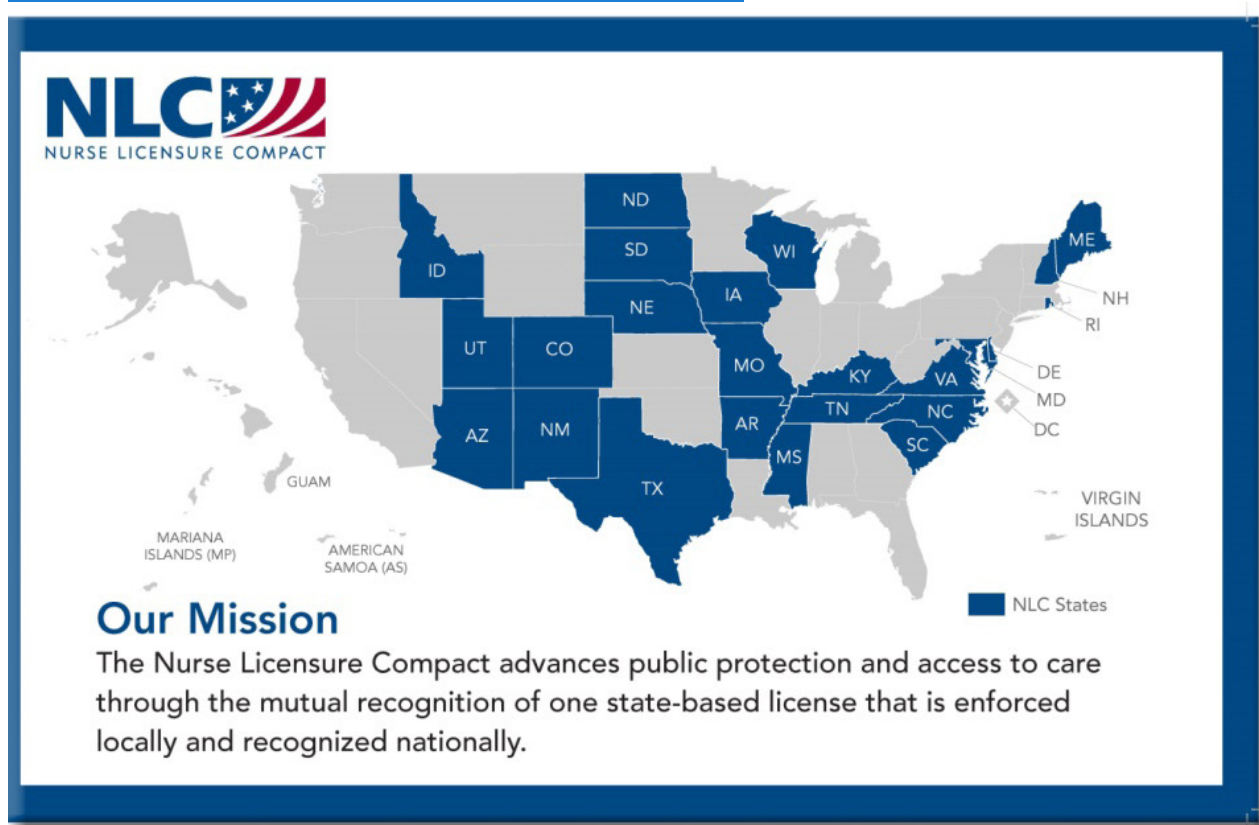 NLC
NURSE LICENSURE COMPACT
ND
ME
SD
WI
ID
NH
IA
NE
RI
UT
CO
MO
KY
VA
DE
MD
TN
NC
DC
AZ
NM
AR
SC
MS
TX
GUAM
VIRGIN
ISLANDS
MARIANA
ISLANDS (MP)
AMERICAN
SAMOA (AS)
NLC States
Our Mission
The Nurse Licensure Compact advances public protection and access to care
through the mutual recognition of one state-based license that is enforced
locally and recognized nationally.